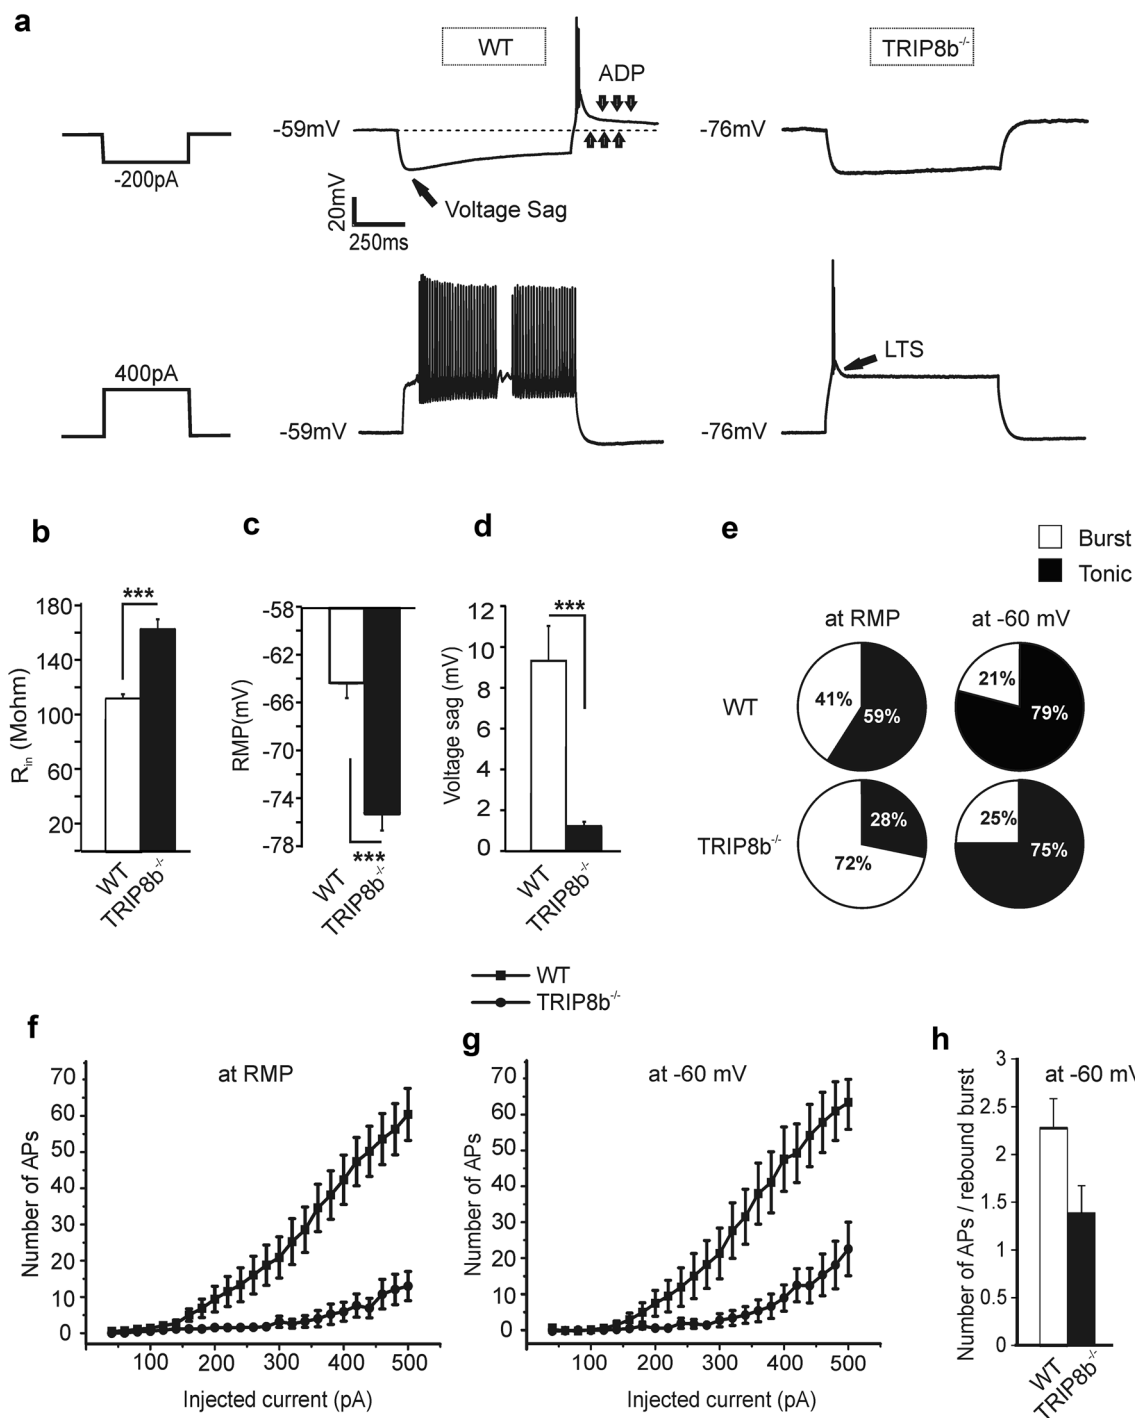 a
WT
TRIP8b-/-
ADP
-59mV
-76mV
-200pA
Voltage Sag
20mV
250ms
400pA
LTS
-59mV
-76mV
b
c
d
e
Burst
Tonic
***
180
140
100
60
20
Rin (Mohm)
WT
TRIP8b-/-
-58
-62
-66
-70
-74
-78
RMP(mV)
***
WT
TRIP8b-/-
12
10
8
6
4
2
0
Voltage sag (mV)
***
WT
TRIP8b-/-
at RMP
at -60 mV
WT
41%
59%
21%
79%
TRIP8b-/-
28%
72%
25%
75%
WT
TRIP8b-/-
f
at RMP
70
60
50
40
30
20
10
0
Number of APs
100
200
300
400
500
Injected current (pA)
g
at -60 mV
70
60
50
40
30
20
10
0
Number of APs
100
200
300
400
500
Injected current (pA)
h
at -60 mV
3
2.5
2
1.5
1
0.5
0
Number of APs / rebound burst
WT
TRIP8b-/-